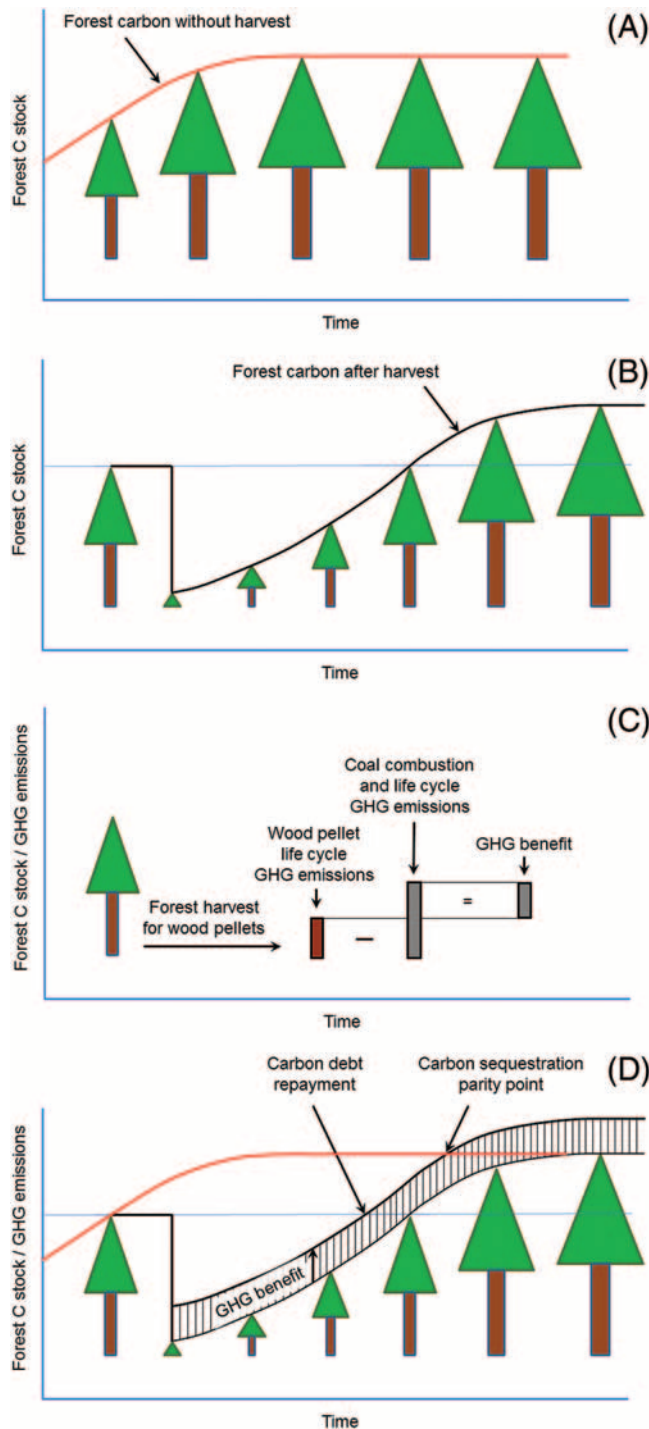 (A)
Forest carbon without harvest
Forest C stock
Time
(B)
Forest carbon after harvest
Forest C stock
Time
(C)
Coal combustion
and life cycle
GHG emissions
GHG benefit
Wood pellet
life cycle
GHG emissions
=
–
Forest harvest
for wood pellets
Forest C stock / GHG emissions
Time
(D)
Carbon debt
repayment
Carbon sequestration
parity point
GHG benefit
Forest C stock / GHG emissions
Time